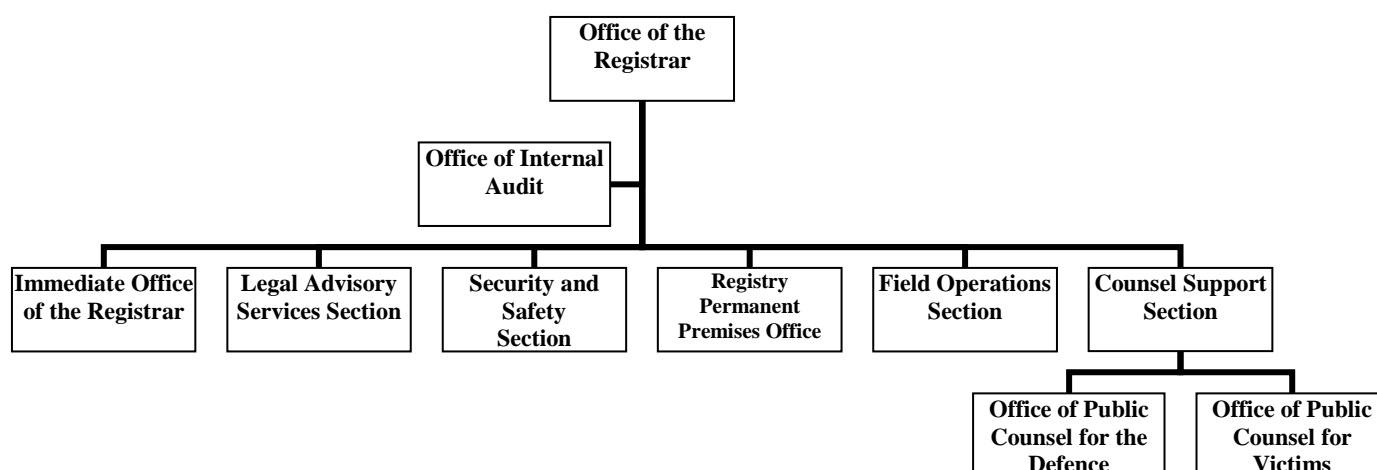 Office of the
Registrar
Office of Internal
Audit
Immediate Office
of the Registrar
Legal Advisory
Services Section
Security and
Safety
Section
Registry
Permanent
Premises Office
Field Operations
Section
Counsel Support
Section
Office of Public
Counsel for the
Defence
Office of Public
Counsel for
Victims